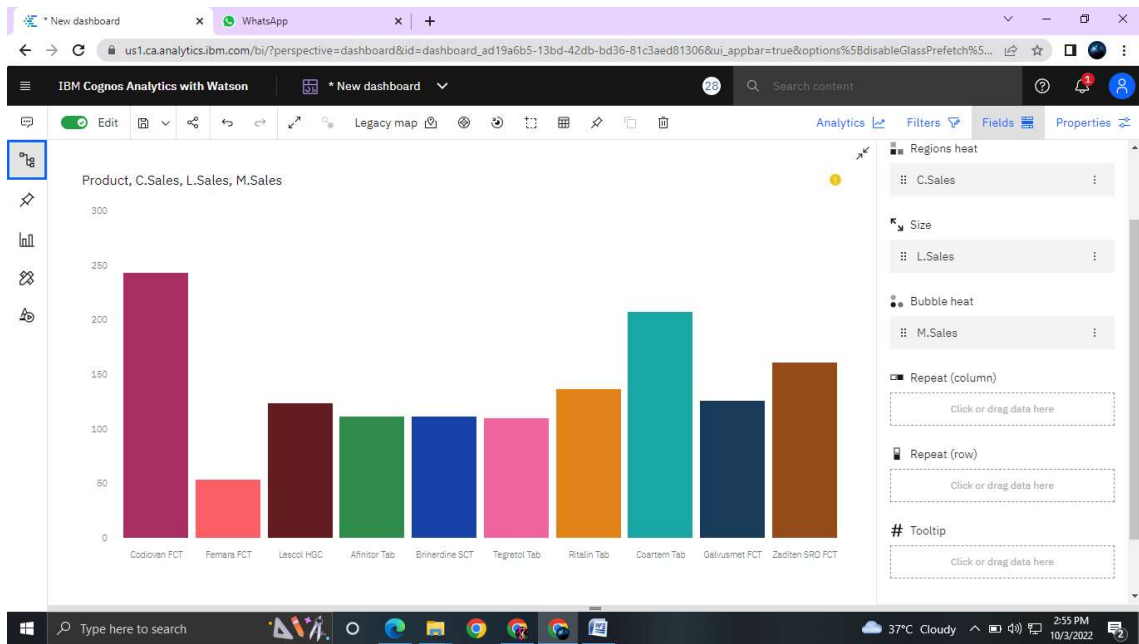 * New dashboard
WhatsApp
us1.ca.analytics.ibm.com/bi/?perspective=dashboard&id=dashboard_ad19a6b5-13bd-42db-bd36-81c3aed81306&ui_appbar=true&options%5BdisableGlassPrefetch%5...
IBM Cognos Analytics with Watson
* New dashboard
28
Search content
1
Edit
Legacy map
Analytics
Filters
Fields
Properties
Product, C.Sales, L.Sales, M.Sales
300
250
200
150
100
50
0
Codiovan FCT
Femara FCT
Lescol HGC
Afinitor Tab
Brinerdine SCT
Tegretol Tab
Ritalin Tab
Coartem Tab
Galvusmet FCT
Zaditen SRO FCT
Regions heat
C.Sales
Size
L.Sales
Bubble heat
M.Sales
Repeat (column)
Click or drag data here
Repeat (row)
Click or drag data here
# Tooltip
Click or drag data here
Type here to search
37°C Cloudy
2:55 PM
10/3/2022
2